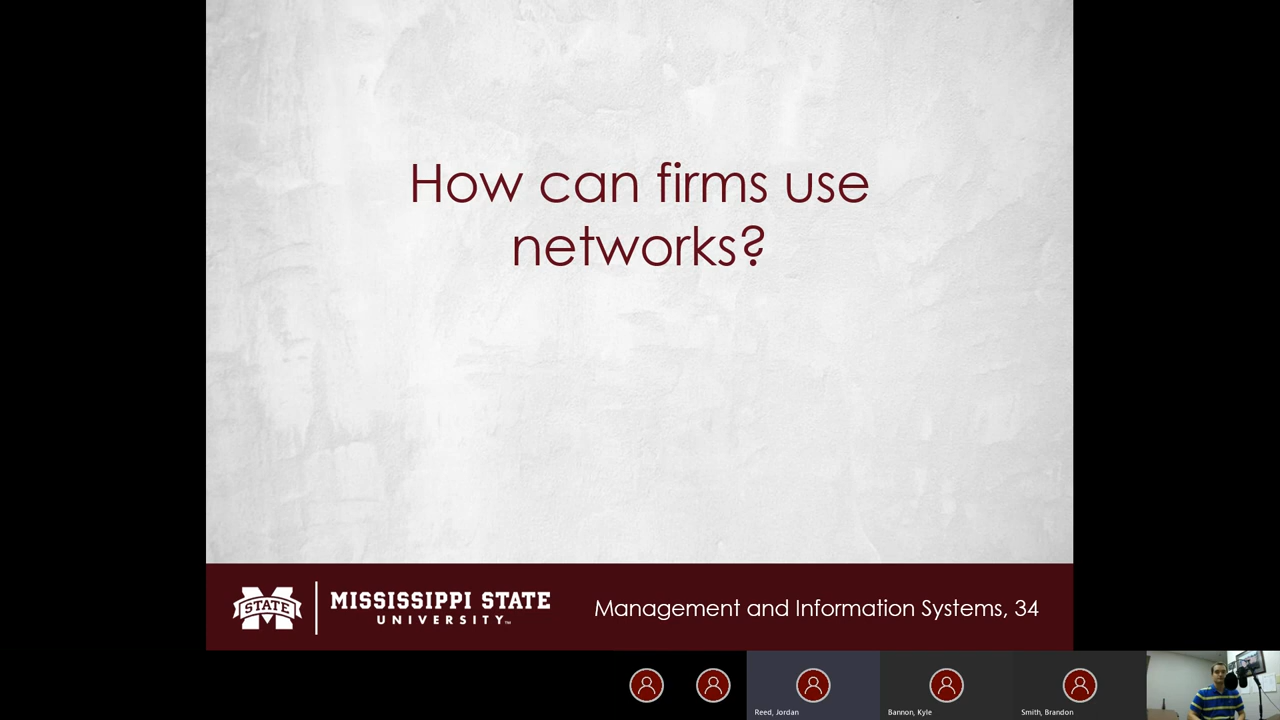 How can firms use
networks?
STATE
MISSISSIPPI STATE
UNIVERSITY™
Management and Information Systems, 34
Reed, Jordan
Bannon, Kyle
Smith, Brandon